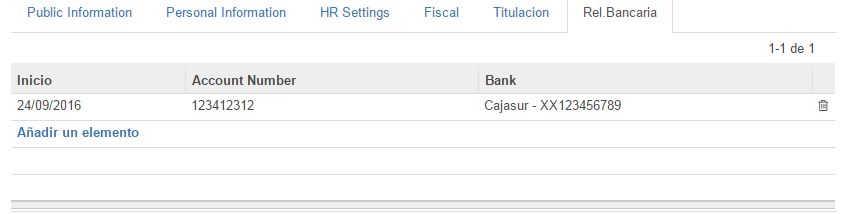 Public Information Personal Information HR Settings Fiscal Titulacion Rel.Bancaria
1-1 de 1
Inicio Account Number Bank
24/09/2016 123412312 Cajasur - XX123456789
Añadir un elemento